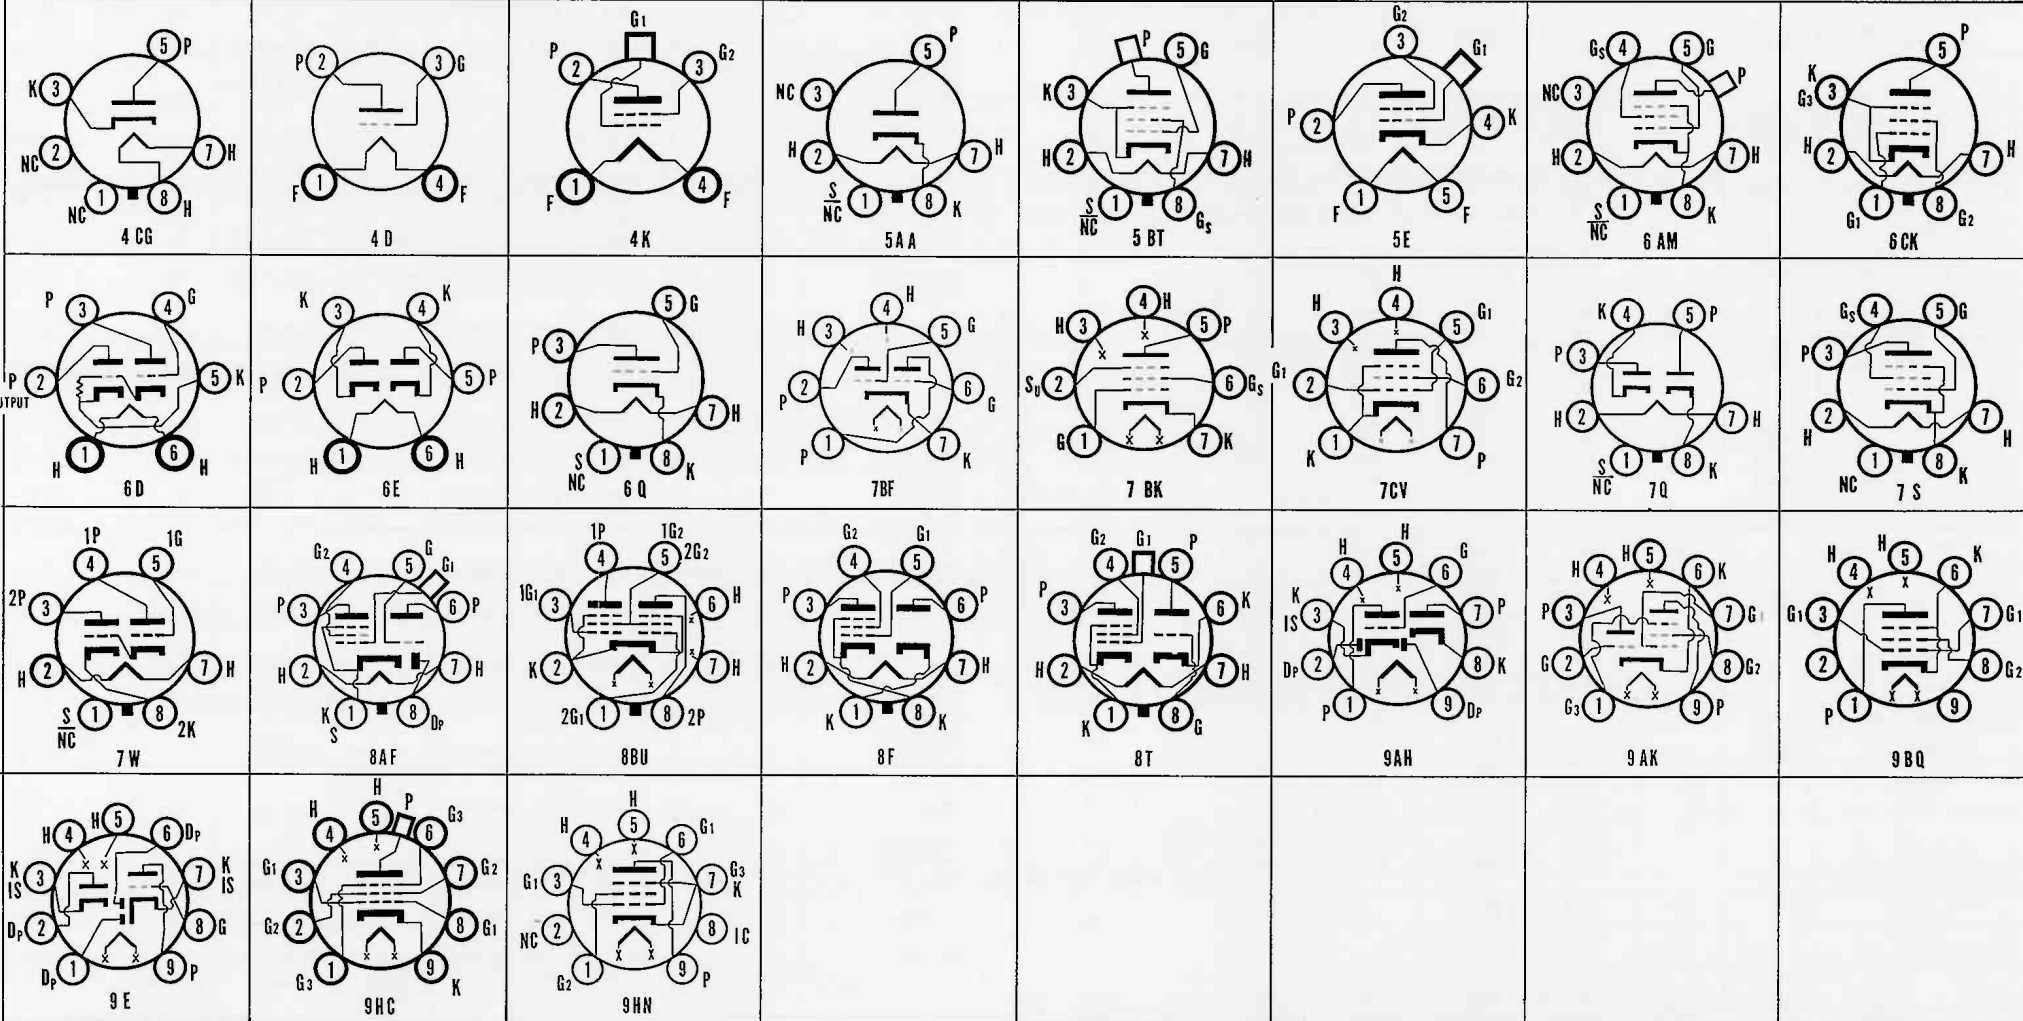 5 P
K 3
NC 2
7 H
NC 1
8 H
4 CG
P 2
3 G
F 1
4 F
4 D
G1
P 2
3 G2
F 1
4 F
4 K
5 P
NC 3
H 2
7 H
S
NC 1
8 K
5AA
P
5 G
K 3
H 2
7 H
S
NC 1
8 GS
5 BT
G2
3
G1
P 2
4 K
F 1
5 F
5E
GS 4
5 G
P
NC 3
H 2
7 H
S
NC 1
8 K
6 AM
5 P
K
G3 3
H 2
7 H
G1 1
8 G2
6 CK
P 3
4 G
P 2
UTPUT
5 K
H 1
6 H
6 D
K 3
4 K
P 2
5 P
H 1
6 H
6 E
5 G
P 3
H 2
7 H
S
NC 1
8 K
6 Q
4 H
H 3
5 G
P 2
6 G
P 1
7 K
7BF
4 H
H 3
5 P
SU 2
6 GS
G 1
7 K
7 BK
H
4
H 3
5 G1
G1 2
6 G2
K 1
7 P
7CV
K 4
5 P
P 3
H 2
7 H
S
NC 1
8 K
7 Q
GS 4
5 G
P 3
H 2
7 H
NC 1
8 K
7 S
1P 4
5 1G
2P 3
H 2
7 H
S
NC 1
8 2K
7 W
G2 4
5 G
G1
P 3
6 P
H 2
7 H
K
S 1
8 DP
8AF
1P 4
5 1G2
2G2
1G1 3
6 H
K 2
7 H
2G1 1
8 2P
8BU
G2 4
5 G1
P 3
6 P
H 2
7 H
K 1
8 K
8 F
G2 4
G1
5 P
P 3
6 K
H 2
7 H
K 1
8 G
8T
H
5
H 4
6 G
K
IS 3
7 P
DP 2
8 K
P 1
9 DP
9AH
H 5
H 4
6 K
P 3
7 G
G 2
8 G2
G3 1
9 P
9 AK
H 5
H 4
6 K
G1 3
7 G1
2
8 G2
P 1
9
9 BQ
H 5
H 4
6 DP
K
IS 3
7 K
IS
DP 2
8 G
DP 1
9 P
9 E
H
5
P
H 4
6 G3
G1 3
7 G2
G2 2
8 G1
G3 1
9 K
9HC
H
5
H 4
6 G1
G1 3
7 G3
K
NC 2
8 IC
G2 1
9 P
9HN